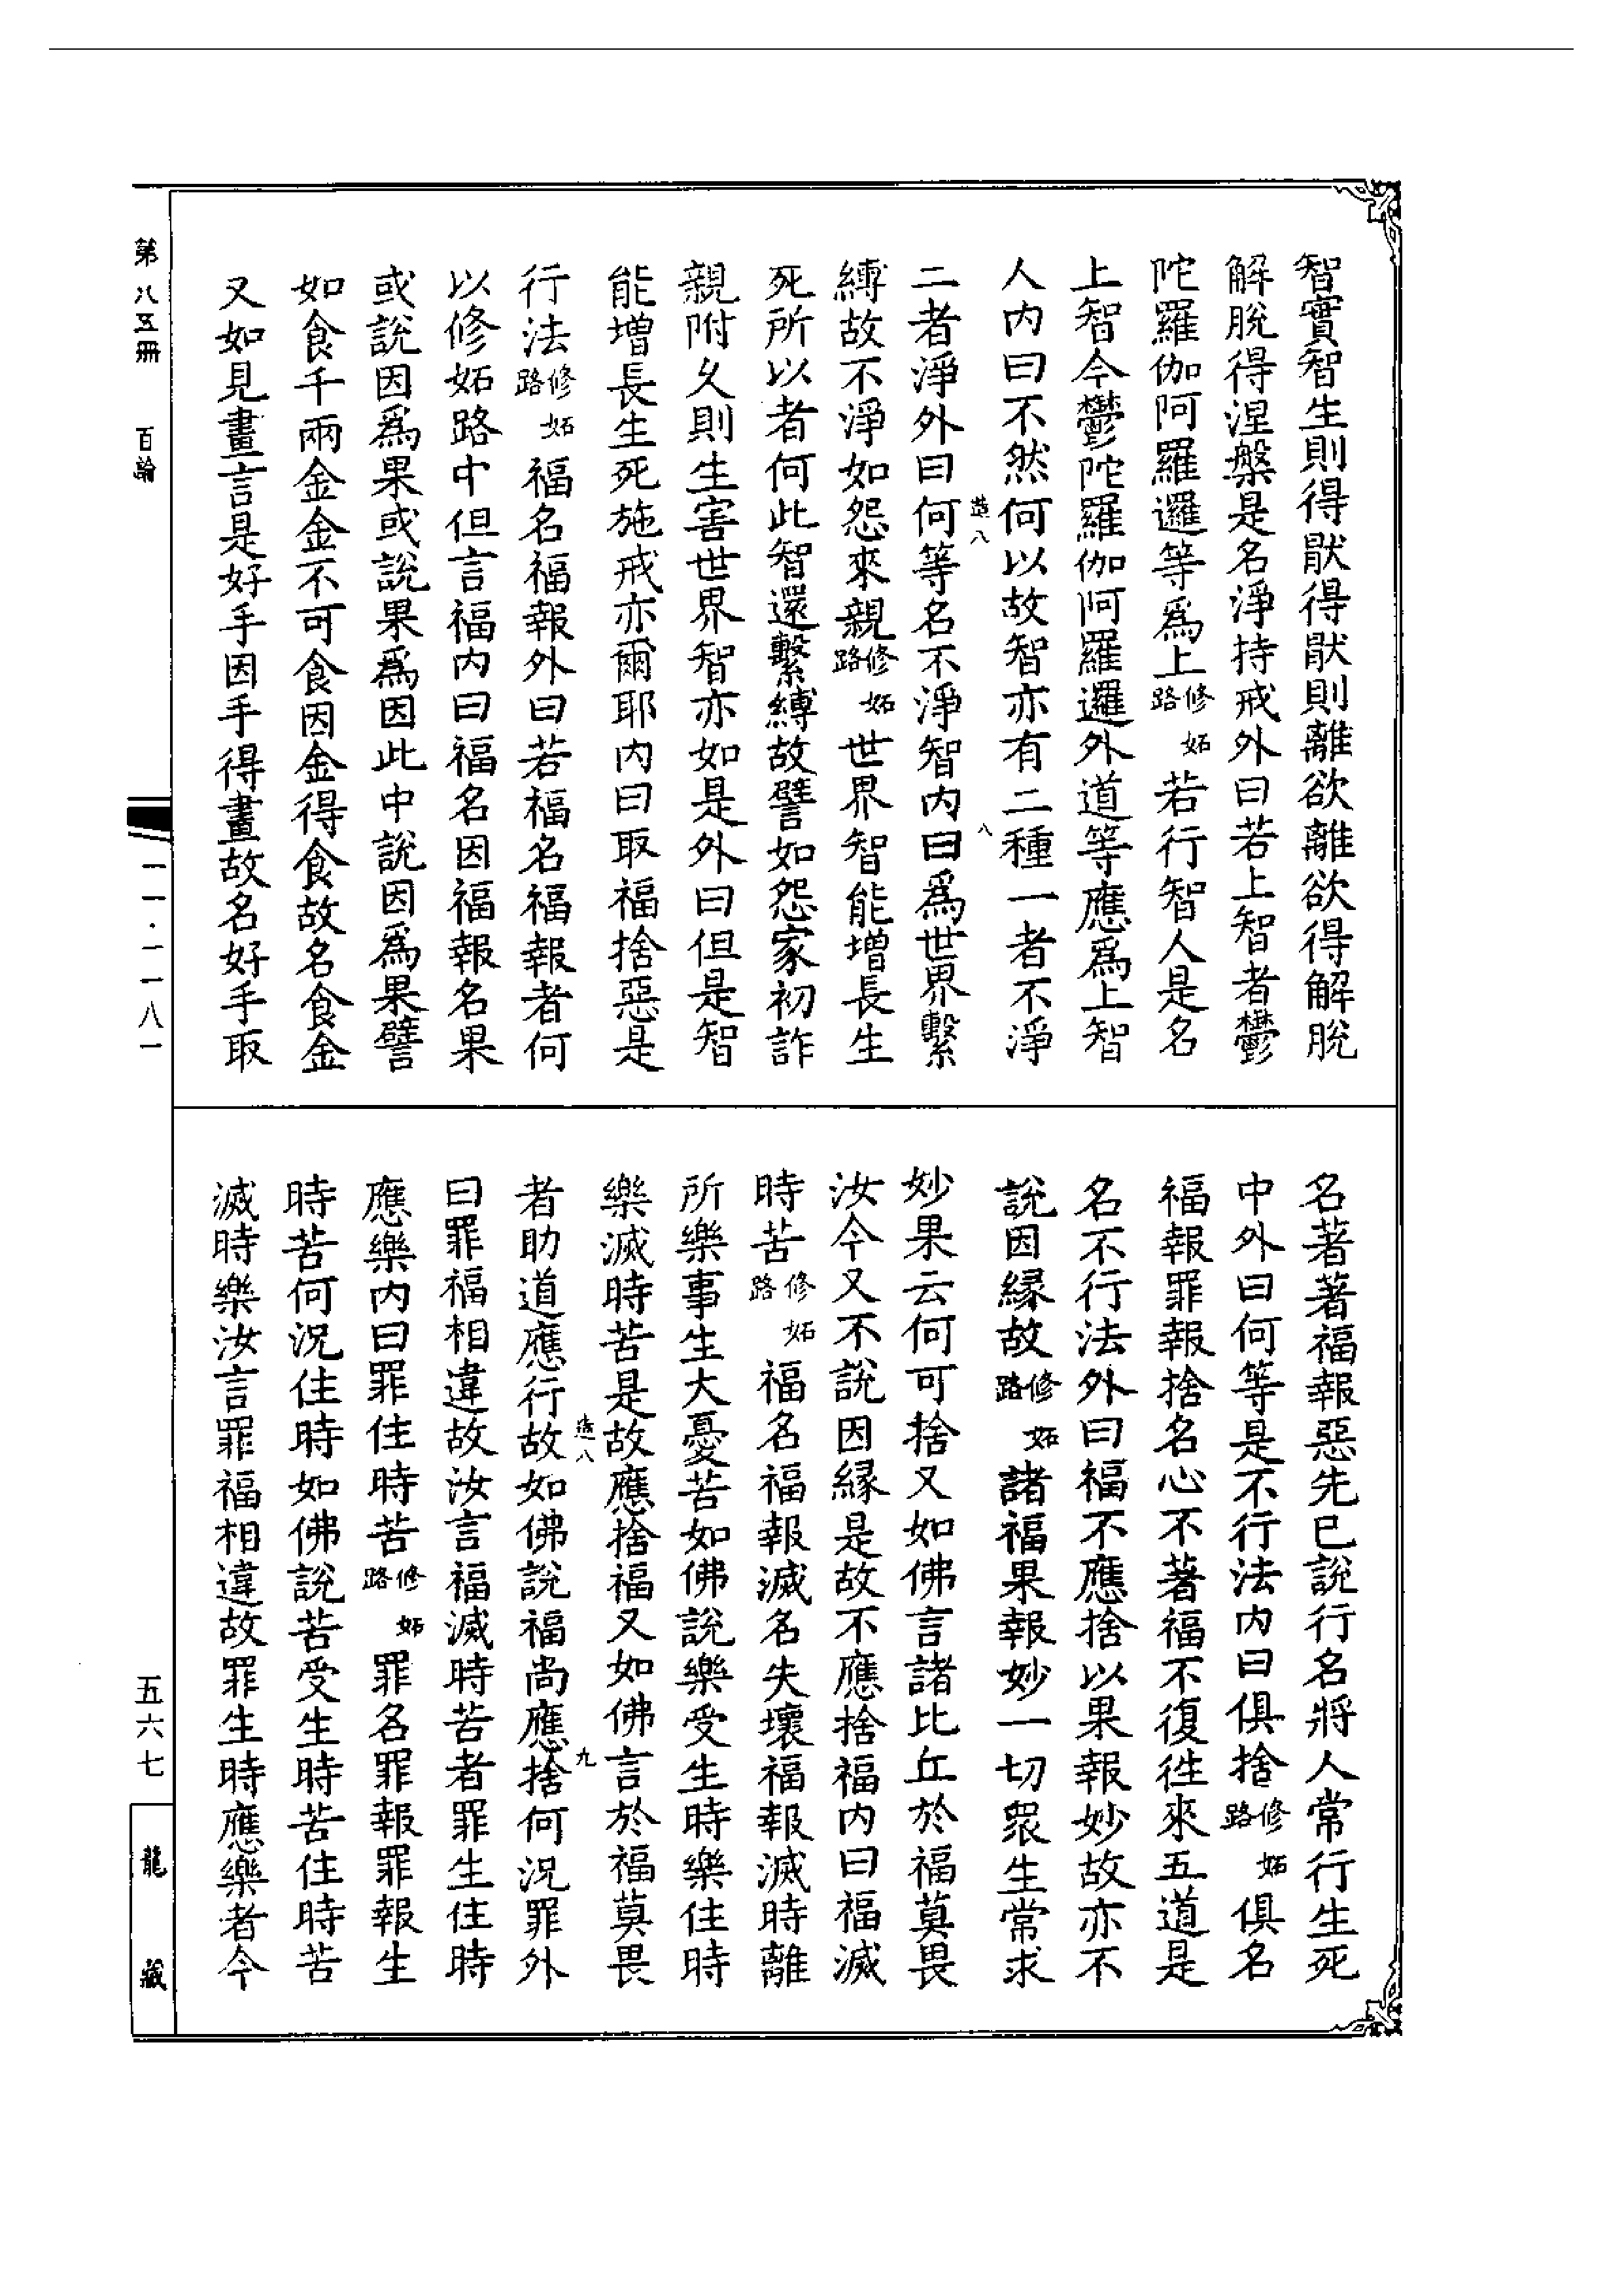 智實智生則得猒得猒則離欲離欲得解脫
解脫得涅槃是名淨持戒外曰若上智者鬱
陀羅伽阿羅邏等爲上修妬路若行智人是名
上智今鬱陀羅伽阿羅邏外道等應爲上智
人內曰不然何以故智亦有二種一者不淨
二者淨外曰何等名不淨智內曰爲世界繫
縛故不淨如怨來親修妬路世界智能增長生
死所以者何此智還繫縛故譬如怨家初詐
親附久則生害世界智亦如是外曰但是智
能增長生死施戒亦爾耶內曰取福捨惡是
行法修妬路福名福報外曰若福名福報者何
以修妬路中但言福內曰福名因福報名果
或說因爲果或說果爲因此中說因爲果譬
如食千兩金金不可食因金得食故名食金
又如見畫言是好手因手得畫故名好手取
名著著福報惡先已說行名將人常行生死
中外曰何等是不行法內曰俱捨修妬路俱名
福報罪報捨名心不著福不復徃來五道是
名不行法外曰福不應捨以果報妙故亦不
說因緣故修妬路諸福果報妙一切眾生常求
妙果云何可捨又如佛言諸比丘於福莫畏
汝今又不說因緣是故不應捨福內曰福滅
時苦修妬路福名福報滅名失壞福報滅時離
所樂事生大憂苦如佛說樂受生時樂住時
樂滅時苦是故應捨福又如佛言於福莫畏
者助道應行故如佛說福尚應捨何況罪外
曰罪福相違故汝言福滅時苦者罪生住時
應樂內曰罪住時苦修妬路罪名罪報罪報生
時苦何況住時如佛說苦受生時苦住時苦
滅時樂汝言罪福相違故罪生時應樂者今
造八
八
造八
九
第八五冊
百論
一一·一一八一
五六七
龍藏